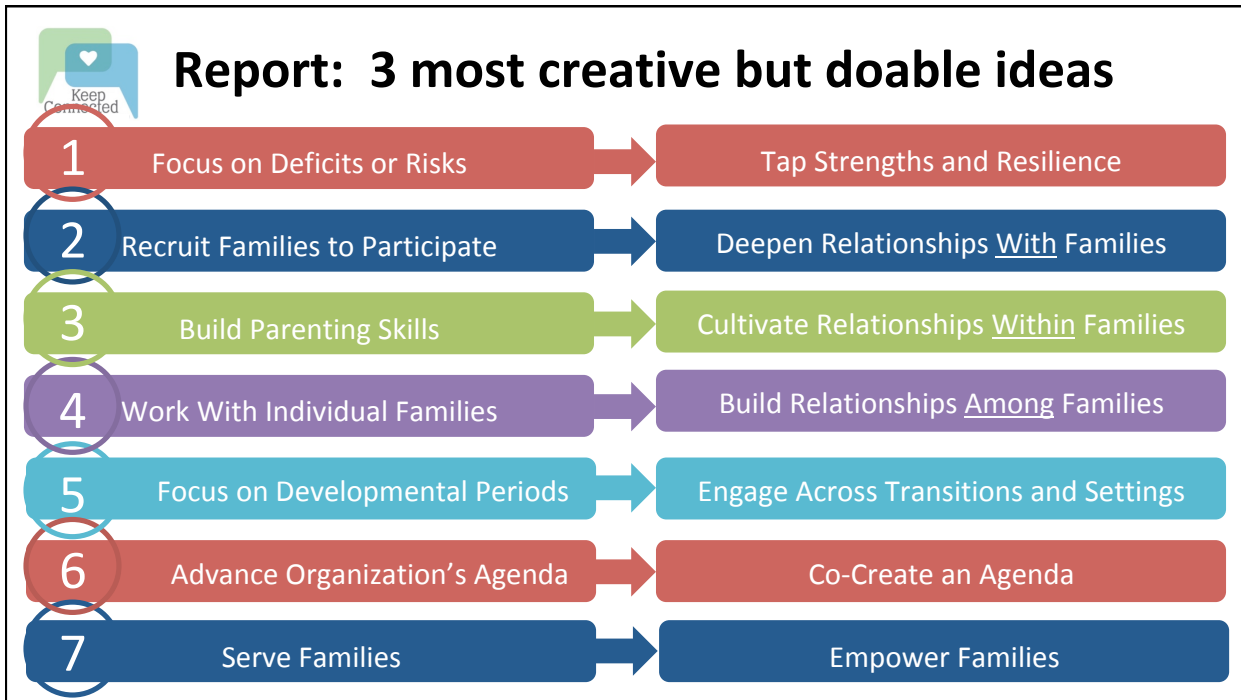 Keep
Connected
Report:  3 most creative but doable ideas
1 Focus on Deficits or Risks Tap Strengths and Resilience
2 Recruit Families to Participate Deepen Relationships With Families
3 Build Parenting Skills Cultivate Relationships Within Families
4 Work With Individual Families Build Relationships Among Families
5 Focus on Developmental Periods Engage Across Transitions and Settings
6 Advance Organization’s Agenda Co-Create an Agenda
7 Serve Families Empower Families